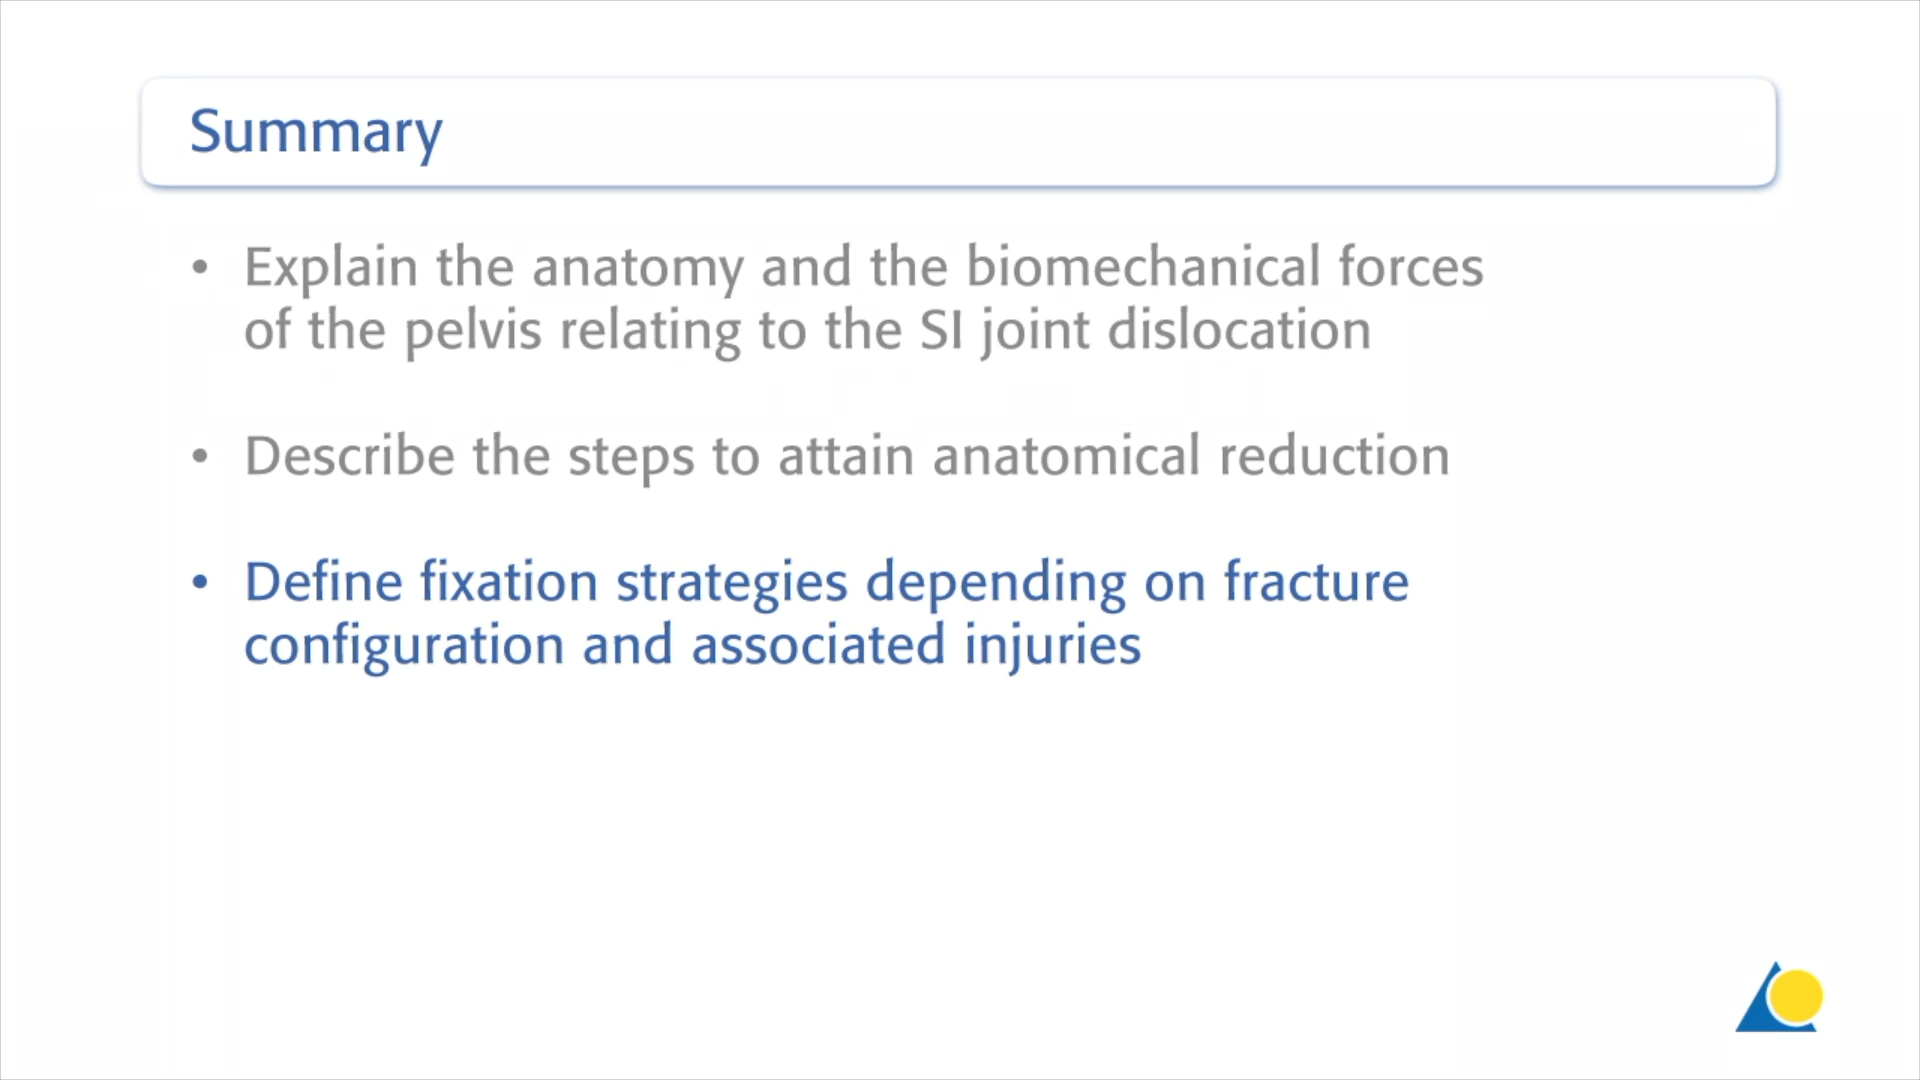 Summary
• Explain the anatomy and the biomechanical forces
of the pelvis relating to the SI joint dislocation
• Describe the steps to attain anatomical reduction
• Define fixation strategies depending on fracture
configuration and associated injuries